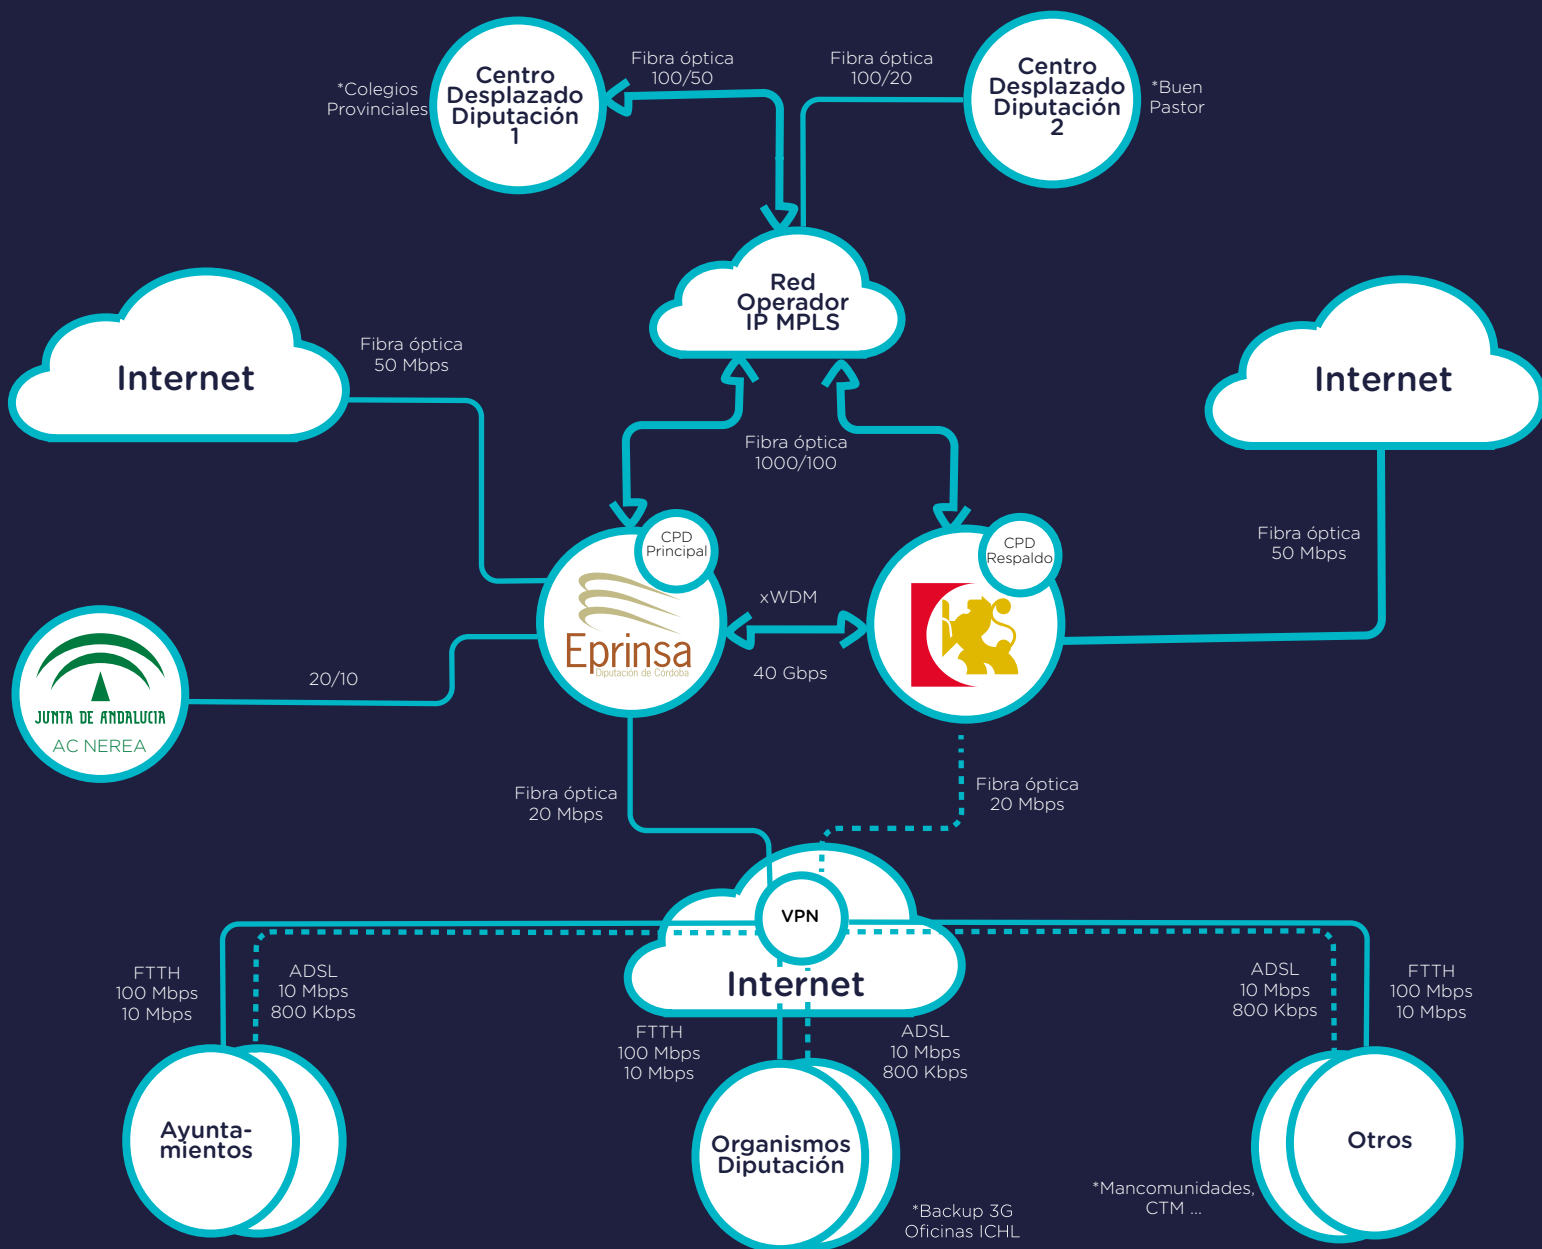 *Colegios
Provinciales
Centro
Desplazado
Diputación
1
Fibra óptica
100/50
Fibra óptica
100/20
Centro
Desplazado
Diputación
2
*Buen
Pastor
Red
Operador
IP MPLS
Internet
Fibra óptica
50 Mbps
Internet
Fibra óptica
1000/100
CPD
Principal
CPD
Respaldo
Fibra óptica
50 Mbps
Eprinsa
Diputación de Córdoba
xWDM
40 Gbps
JUNTA DE ANDALUCIA
AC NEREA
20/10
Fibra óptica
20 Mbps
Fibra óptica
20 Mbps
VPN
Internet
FTTH
100 Mbps
10 Mbps
ADSL
10 Mbps
800 Kbps
FTTH
100 Mbps
10 Mbps
ADSL
10 Mbps
800 Kbps
ADSL
10 Mbps
800 Kbps
FTTH
100 Mbps
10 Mbps
Ayunta-
mientos
Organismos
Diputación
*Backup 3G
Oficinas ICHL
Otros
*Mancomunidades,
CTM ...